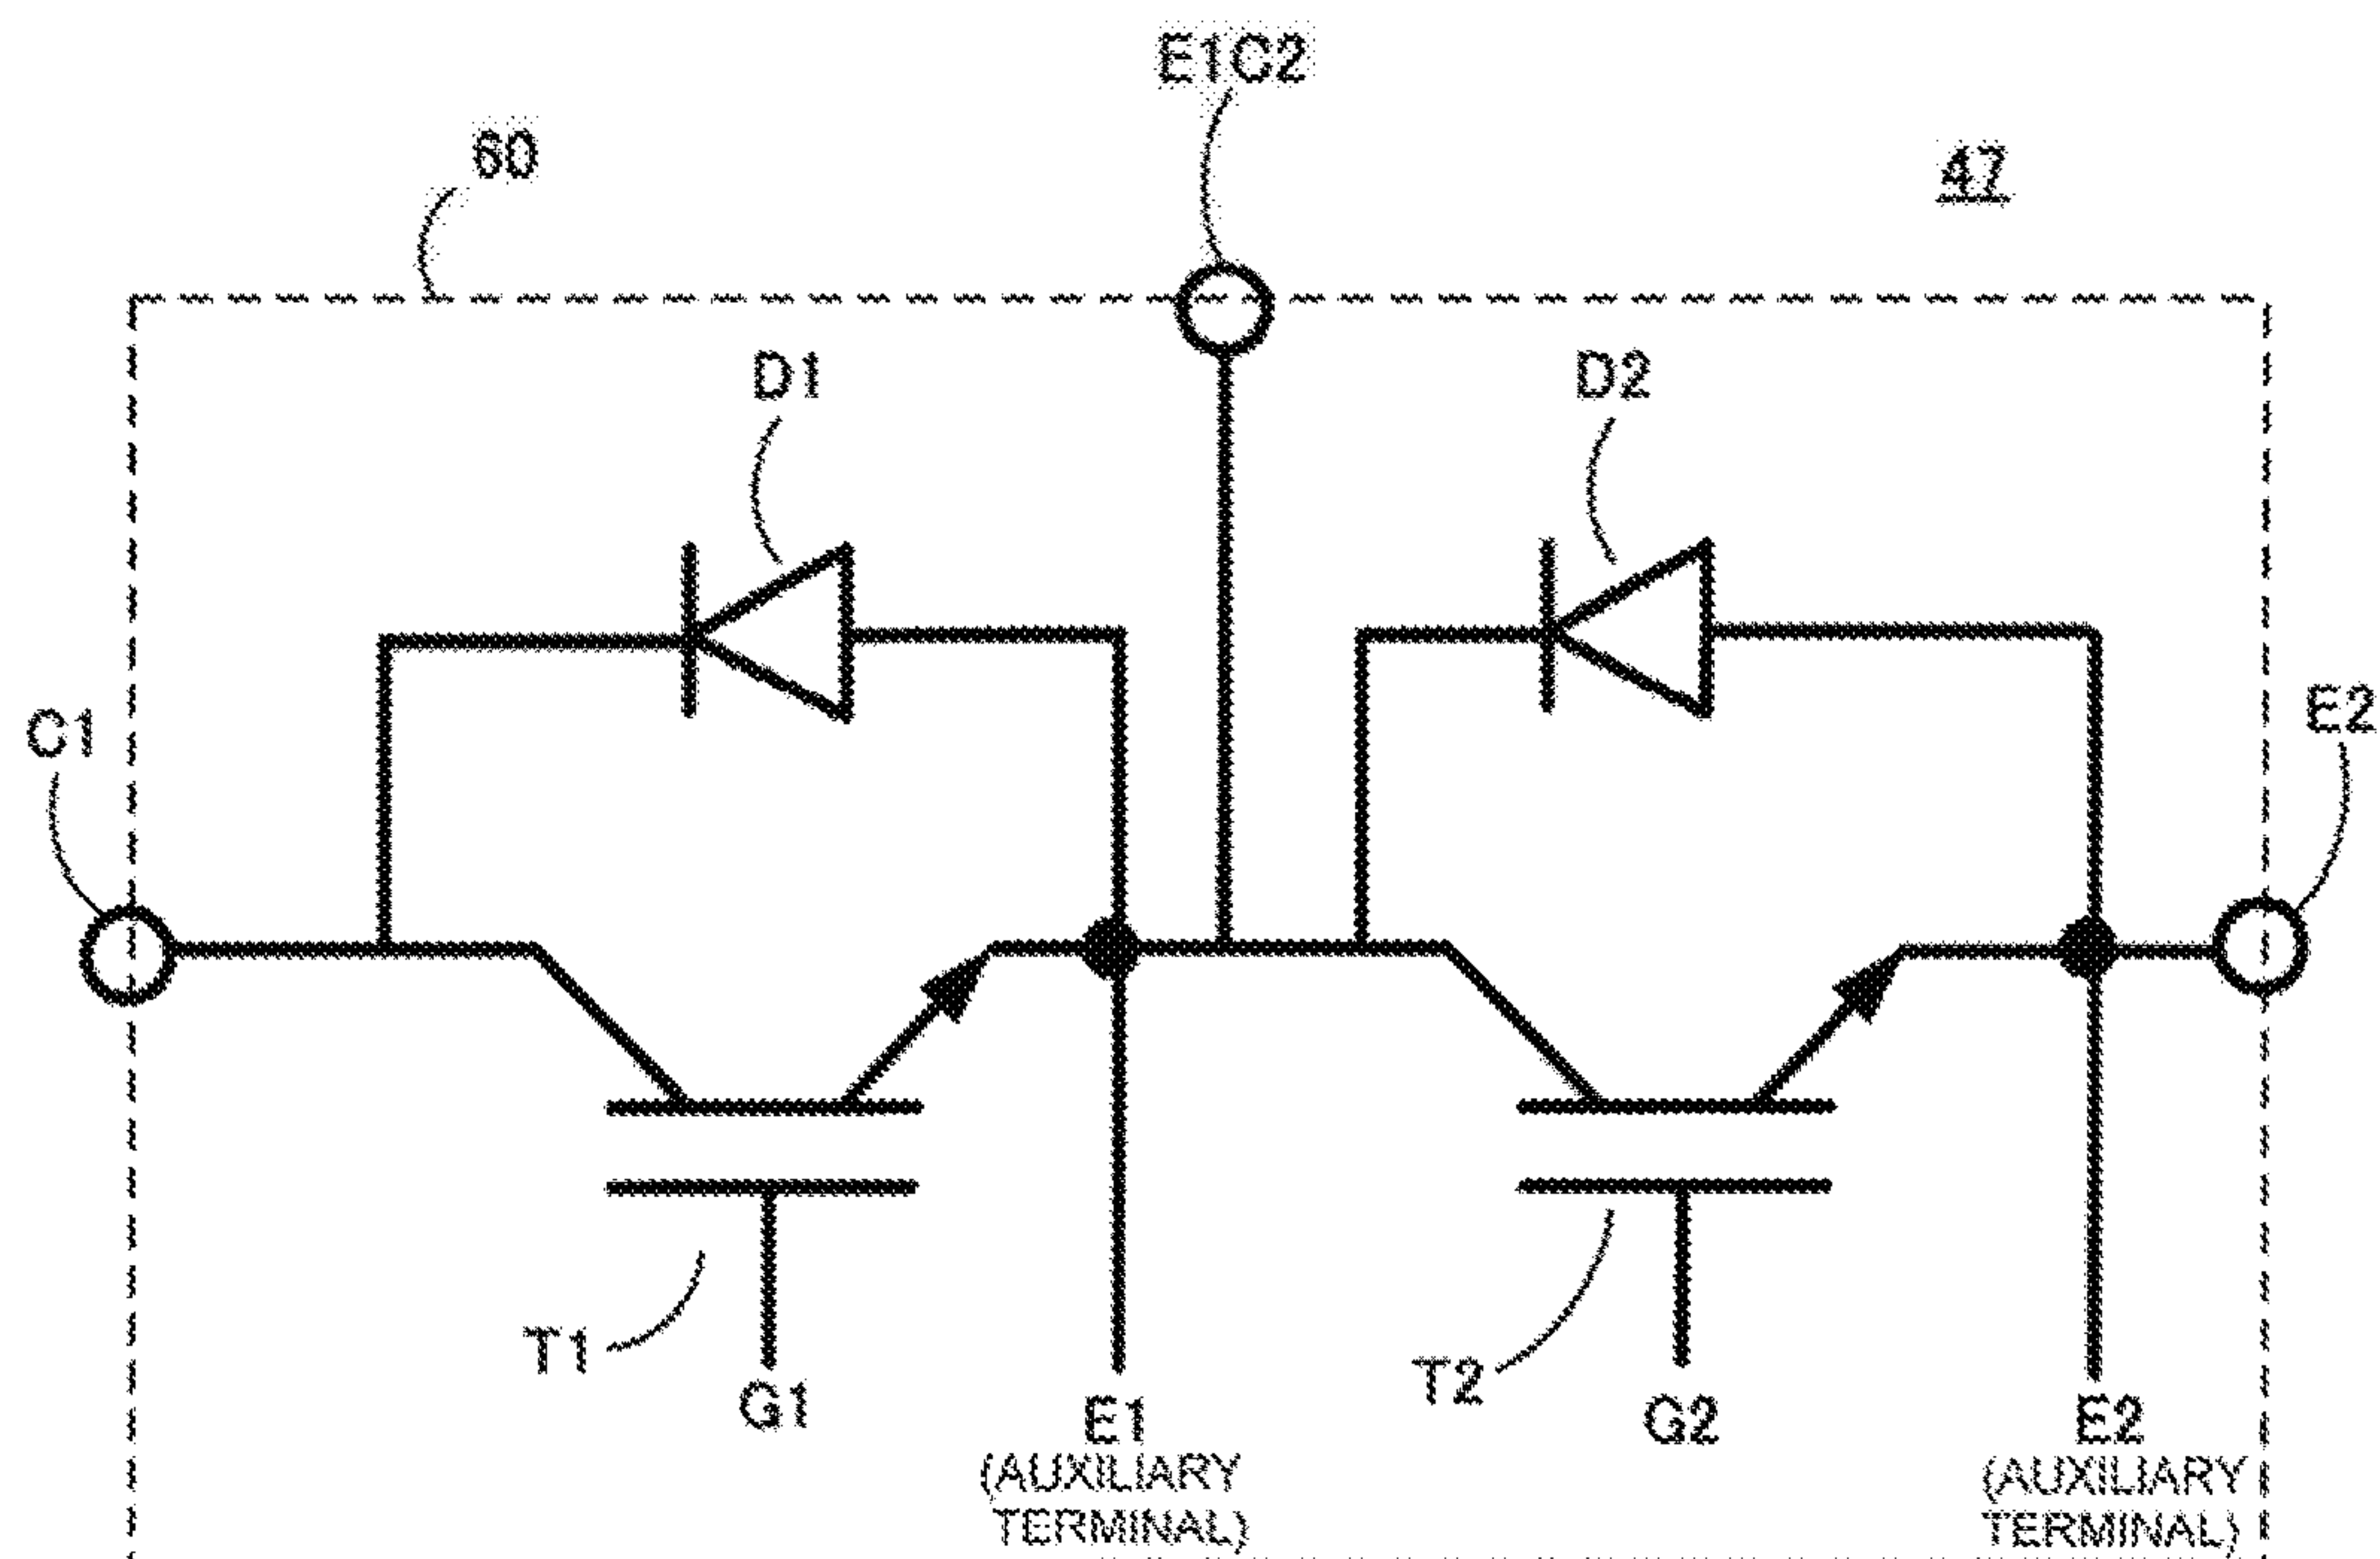 E1C2
60
47
D1
D2
C1
E2
T1
T2
G1
E1
G2
E2
(AUXILIARY
TERMINAL)
(AUXILIARY
TERMINAL)